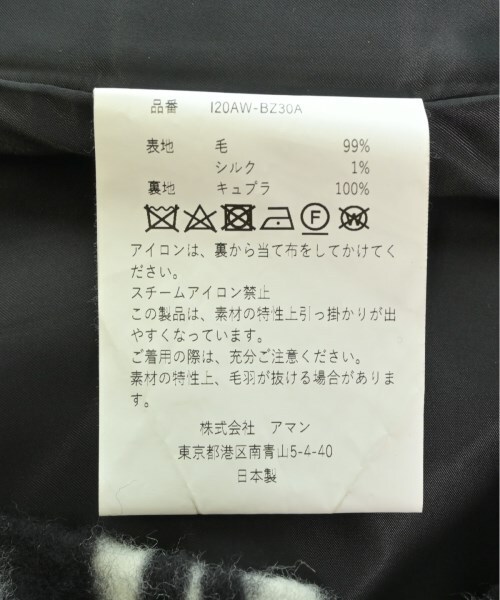 品番 I20AW-BZ30A
表地 毛 99%
シルク 1%
裏地 キュプラ 100%
F W
アイロンは、裏から当て布をしてかけてく
ださい。
スチームアイロン禁止
この製品は、素材の特性上引っ掛かりが出
やすくなっています。
ご着用の際は、充分ご注意ください。
素材の特性上、毛羽が抜ける場合がありま
す。
株式会社 アマン
東京都港区南青山5-4-40
日本製